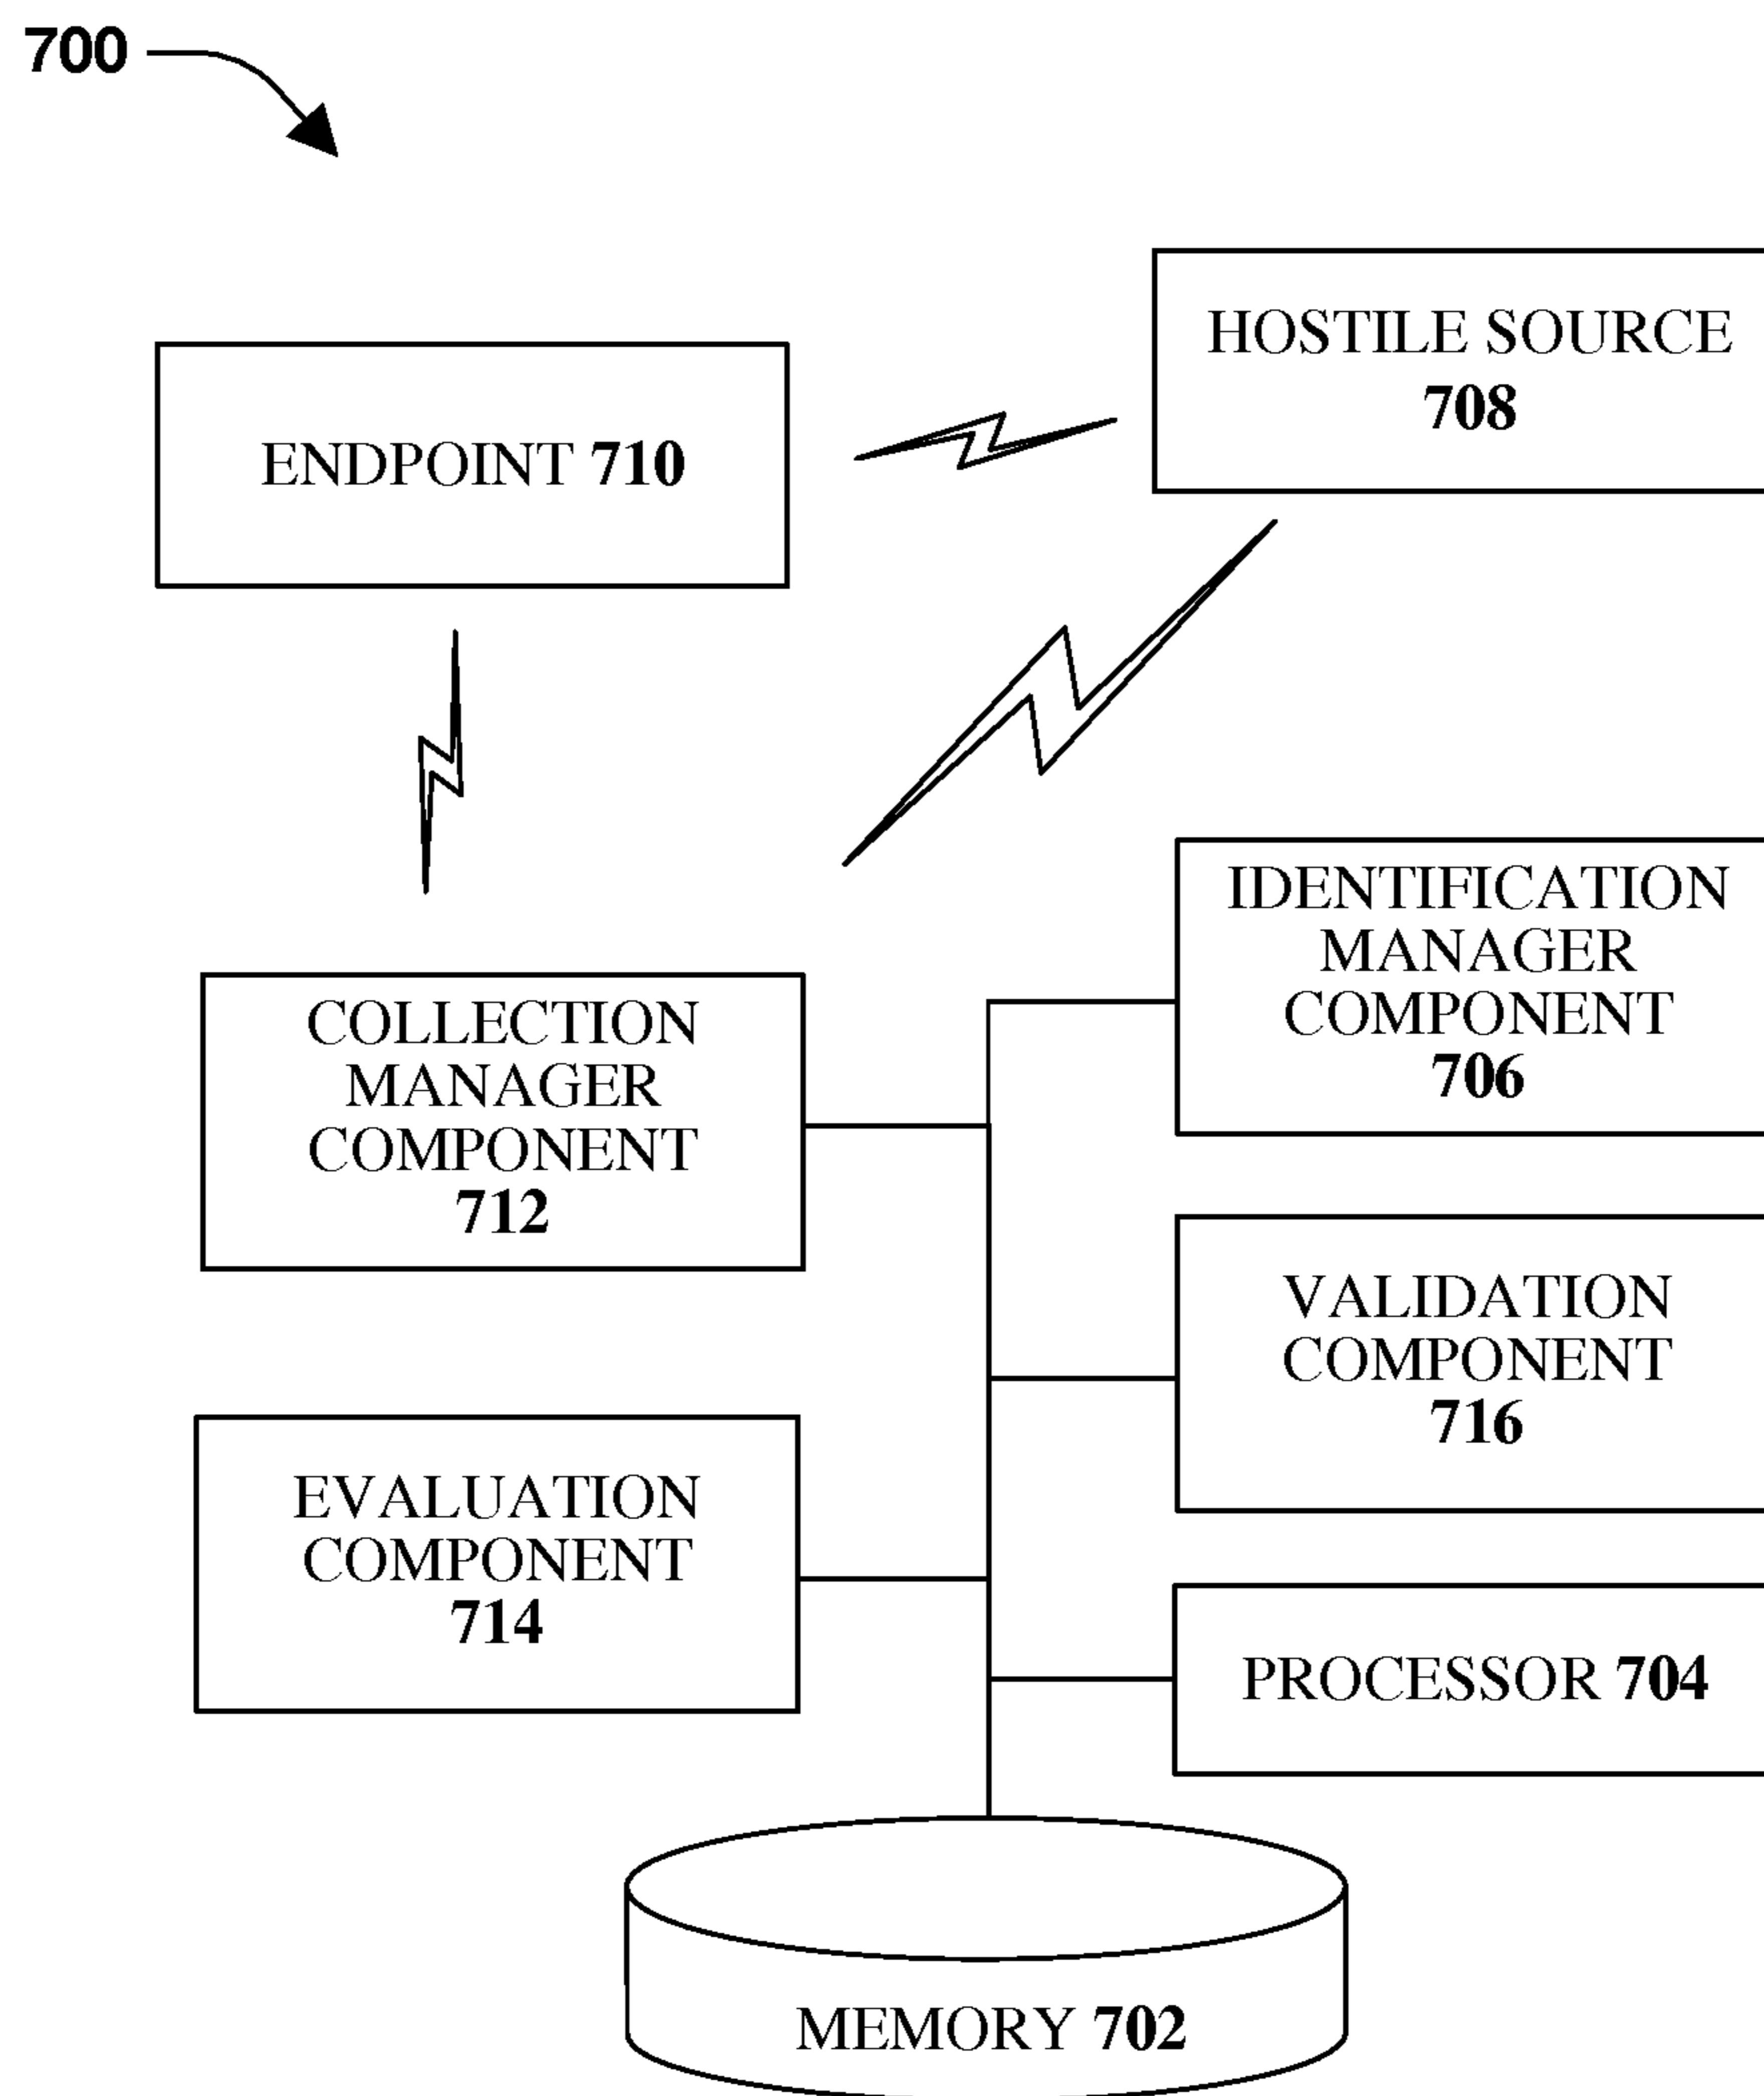 700
HOSTILE SOURCE
708
ENDPOINT 710
IDENTIFICATION
MANAGER
COMPONENT
706
COLLECTION
MANAGER
COMPONENT
712
VALIDATION
COMPONENT
716
EVALUATION
COMPONENT
714
PROCESSOR 704
MEMORY 702